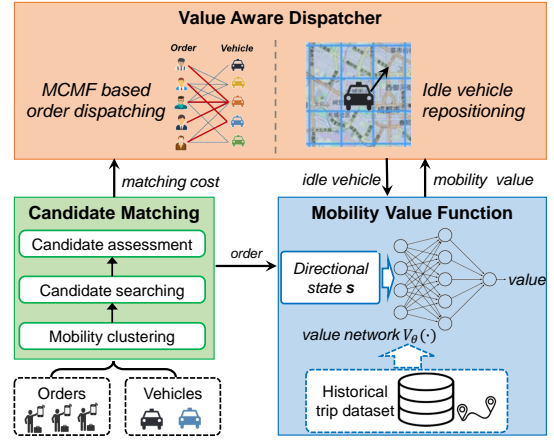 Value Aware Dispatcher
Order
Vehicle
MCMF based
order dispatching
Idle vehicle
repositioning
matching cost
idle vehicle
mobility value
Candidate Matching
Candidate assessment
Candidate searching
Mobility clustering
order
Mobility Value Function
Directional
state s
value
value network V_θ(·)
Historical
trip dataset
Orders
Vehicles